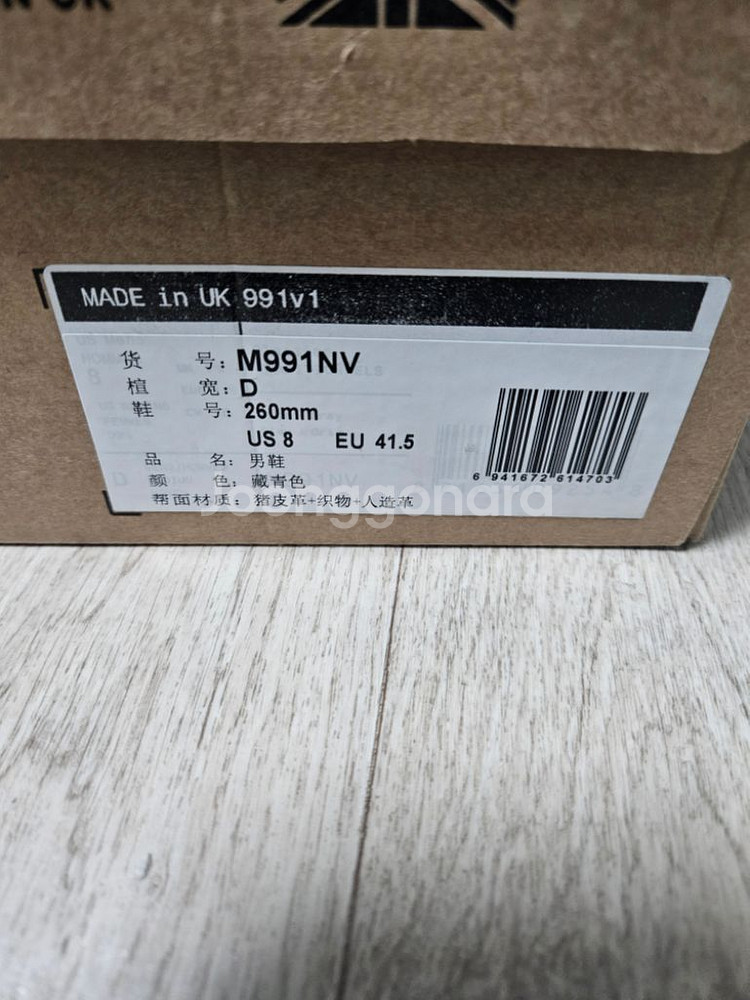 MADE in UK 991v1
货 号: M991NV
楦 宽: D
鞋 号: 260mm
US 8 EU 41.5
品 名: 男鞋
颜 色: 藏青色
帮面材质: 猪皮革+织物+人造革
6 941672 614703
joonggonara